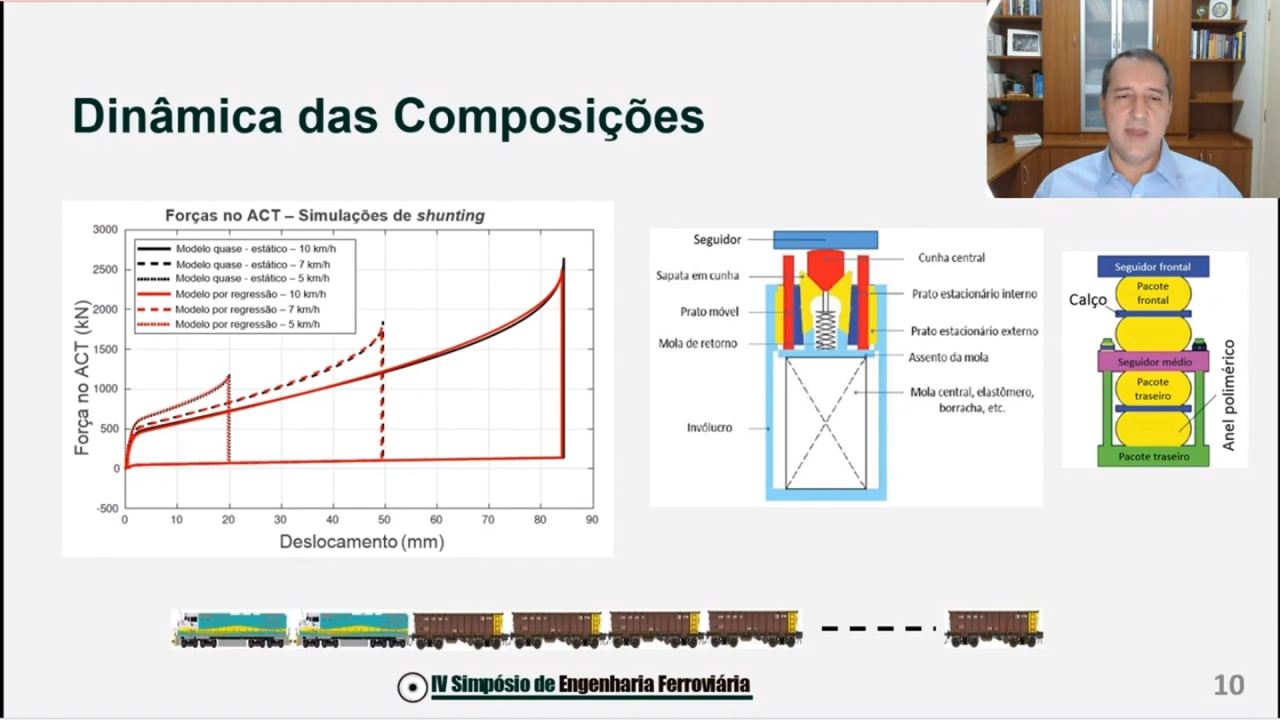 Dinâmica das Composições
Forças no ACT – Simulações de shunting
Modelo quase - estático – 10 km/h
Modelo quase - estático – 7 km/h
Modelo quase - estático – 5 km/h
Modelo por regressão – 10 km/h
Modelo por regressão – 7 km/h
Modelo por regressão – 5 km/h
Força no ACT (kN)
3000
2500
2000
1500
1000
500
0
-500
0 10 20 30 40 50 60 70 80 90
Deslocamento (mm)
Seguidor
Sapata em cunha
Prato móvel
Mola de retorno
Invólucro
Cunha central
Prato estacionário interno
Prato estacionário externo
Assento da mola
Mola central, elastômero,
borracha, etc.
Seguidor frontal
Pacote
frontal
Calço
Seguidor médio
Pacote
traseiro
Anel polimérico
Pacote traseiro
IV Simpósio de Engenharia Ferroviária
10